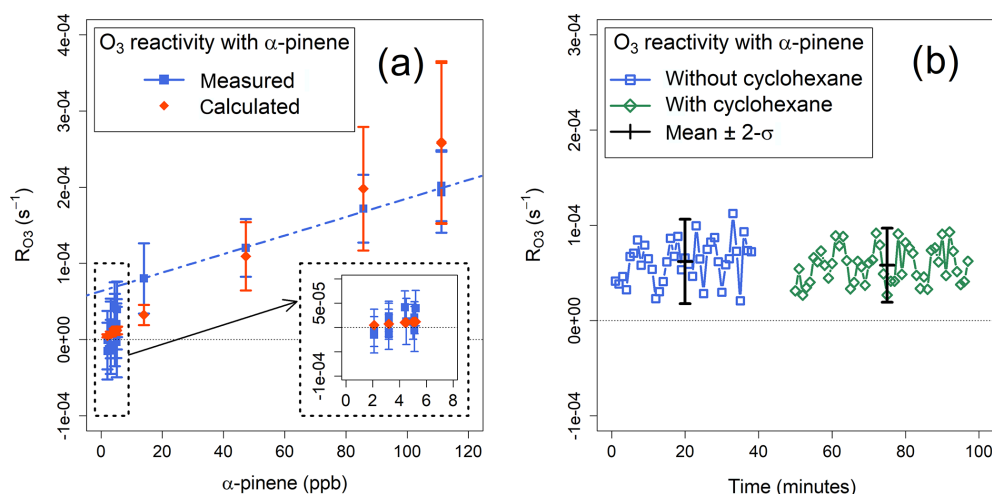 O3 reactivity with α-pinene
Measured
Calculated
(a)
RO3 (s−1)
4e-04
3e-04
2e-04
1e-04
0e+00
-1e-04
0 20 40 60 80 100 120
α-pinene (ppb)
5e-05
-1e-04
0 2 4 6 8
O3 reactivity with α-pinene
Without cyclohexane
With cyclohexane
Mean ± 2-σ
(b)
RO3 (s−1)
3e-04
2e-04
1e-04
0e+00
-1e-04
0 20 40 60 80 100
Time (minutes)